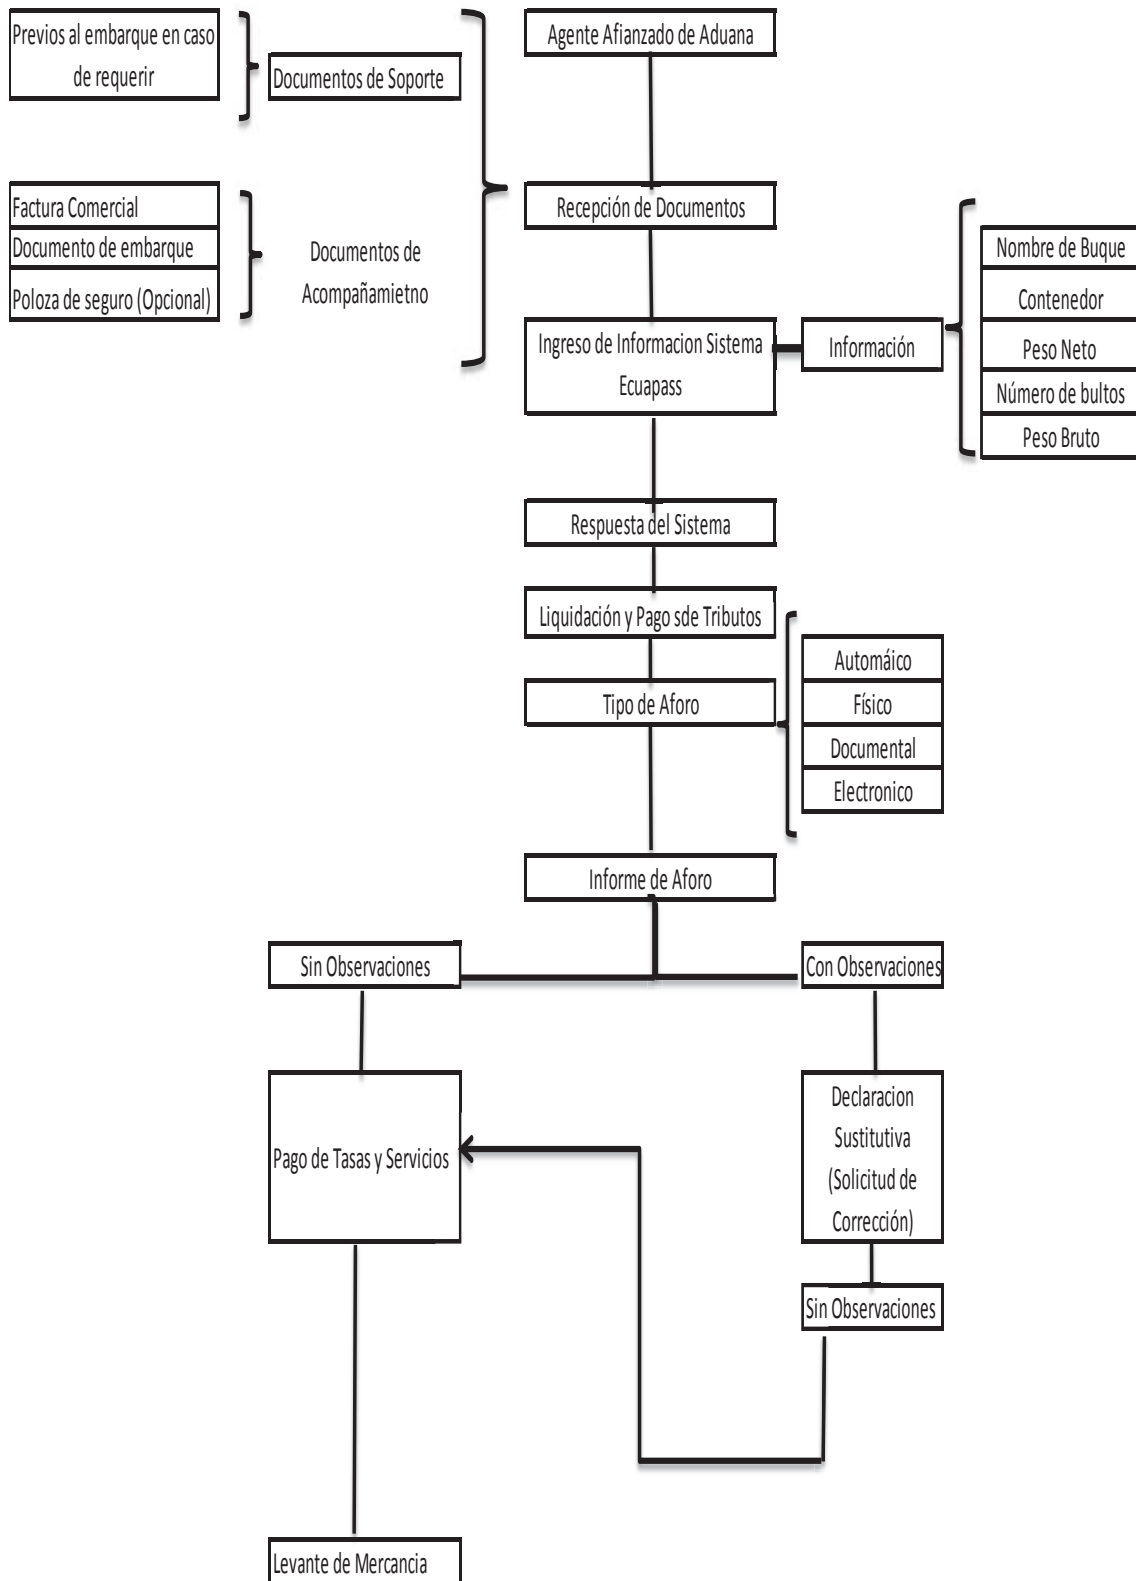 Previos al embarque en caso
de requerir
Documentos de Soporte
Agente Afianzado de Aduana
Factura Comercial
Documento de embarque
Poloza de seguro (Opcional)
Documentos de
Acompañamietno
Recepción de Documentos
Ingreso de Informacion Sistema
Ecuapass
Información
Nombre de Buque
Contenedor
Peso Neto
Número de bultos
Peso Bruto
Respuesta del Sistema
Liquidación y Pago sde Tributos
Tipo de Aforo
Automáico
Físico
Documental
Electronico
Informe de Aforo
Sin Observaciones
Con Observaciones
Pago de Tasas y Servicios
Declaracion
Sustitutiva
(Solicitud de
Corrección)
Sin Observaciones
Levante de Mercancia